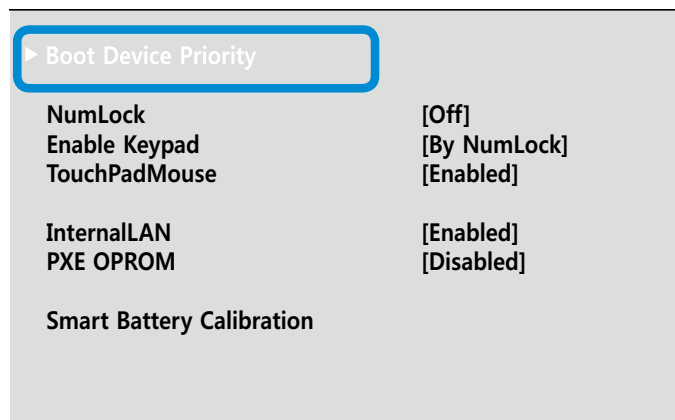 ▶ Boot Device Priority
NumLock [Off]
Enable Keypad [By NumLock]
TouchPadMouse [Enabled]
InternalLAN [Enabled]
PXE OPROM [Disabled]
Smart Battery Calibration